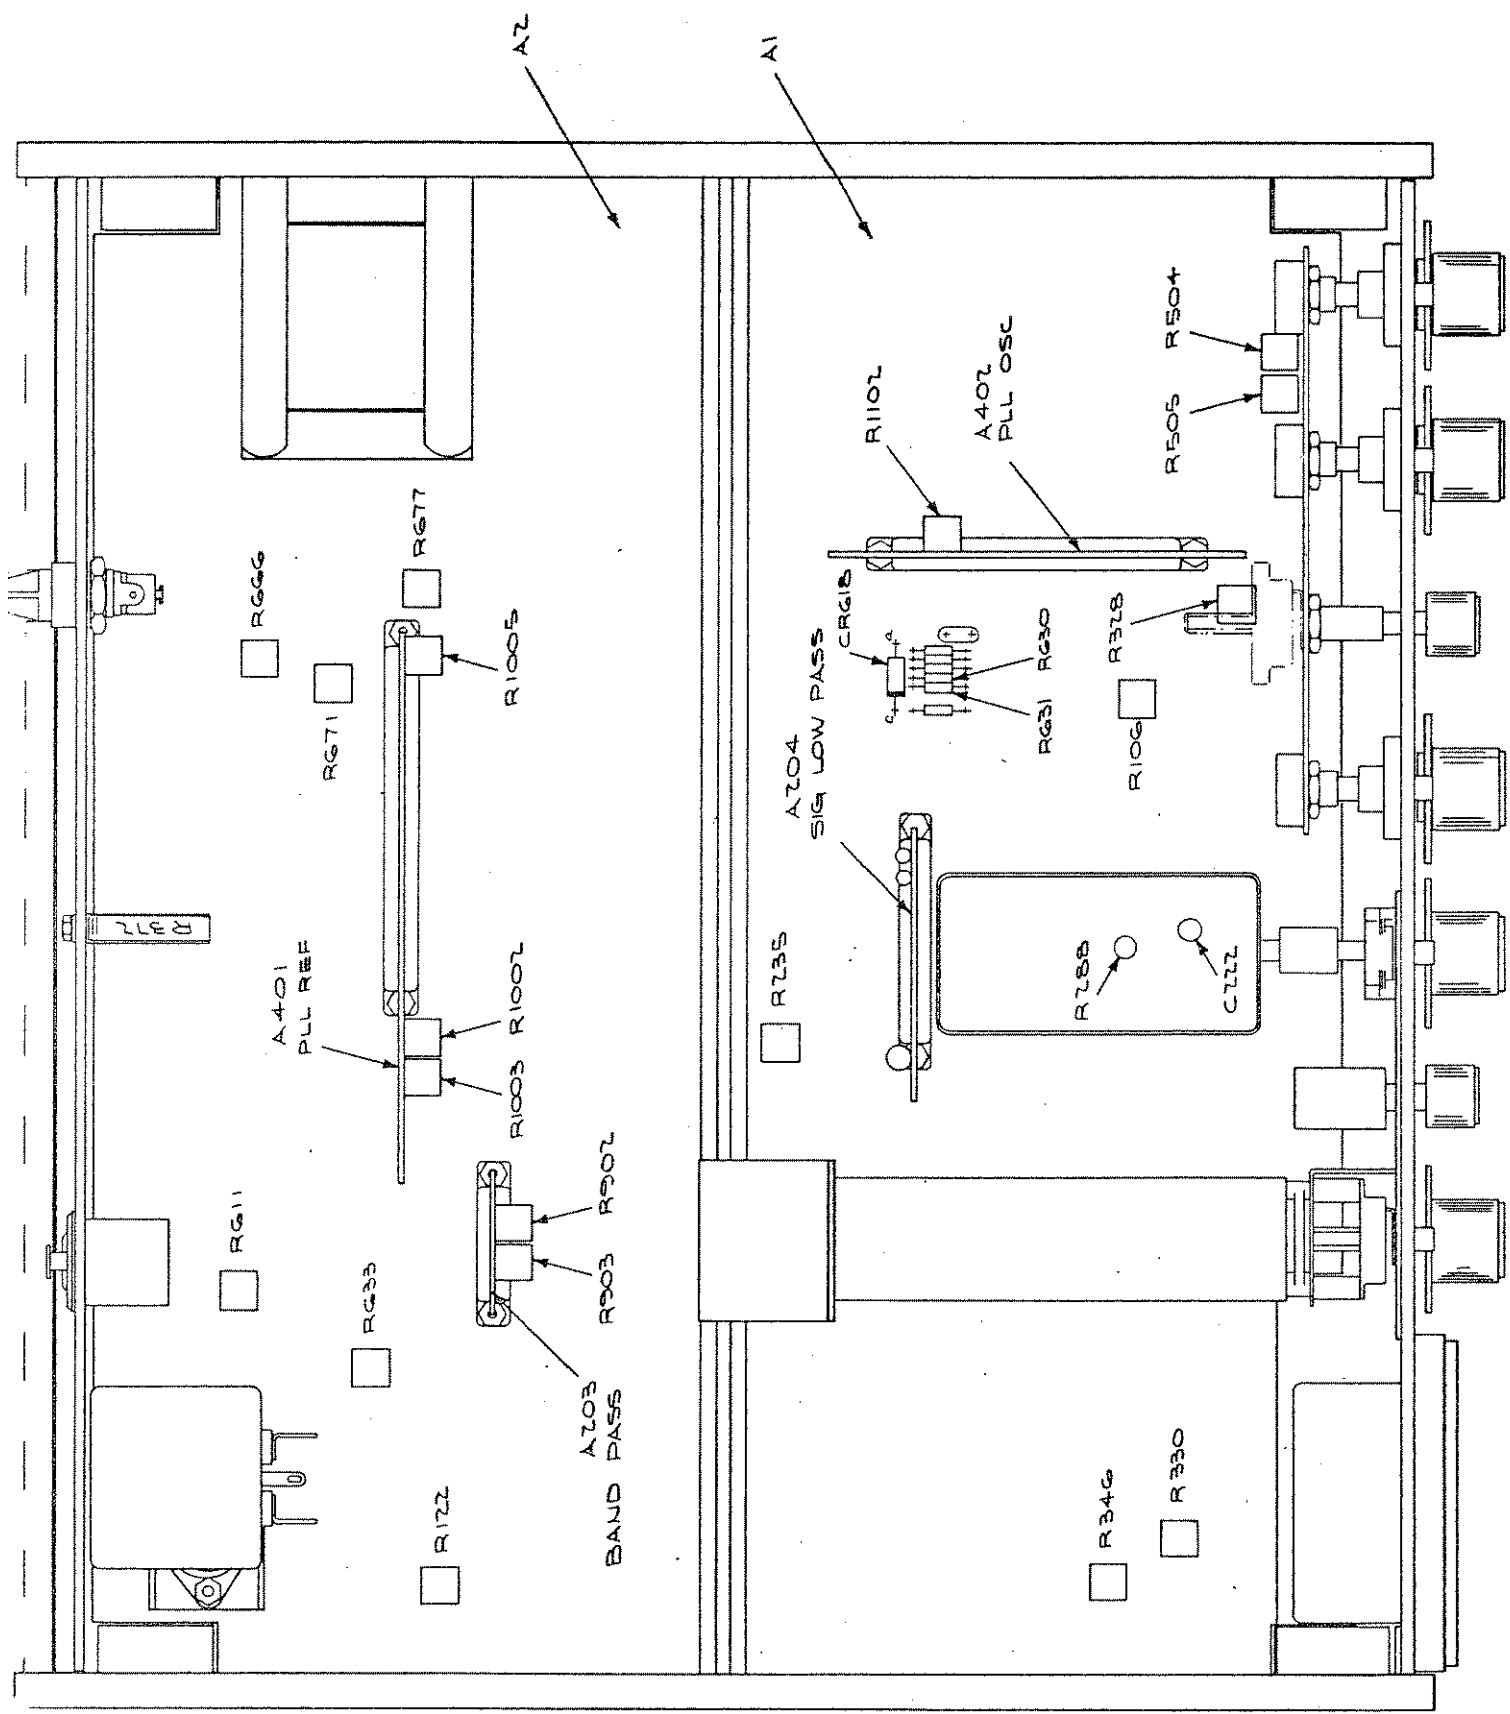 A2
A1
R666
R677
R671
R1005
R372
A401
PLL REF
R1002
R1003
R611
R633
R902
R903
A203
BAND PASS
R122
R1102
A402
PLL OSC
R504
R505
CR618
R630
R631
R328
R106
A204
SIG LOW PASS
R235
R288
C222
R346
R330